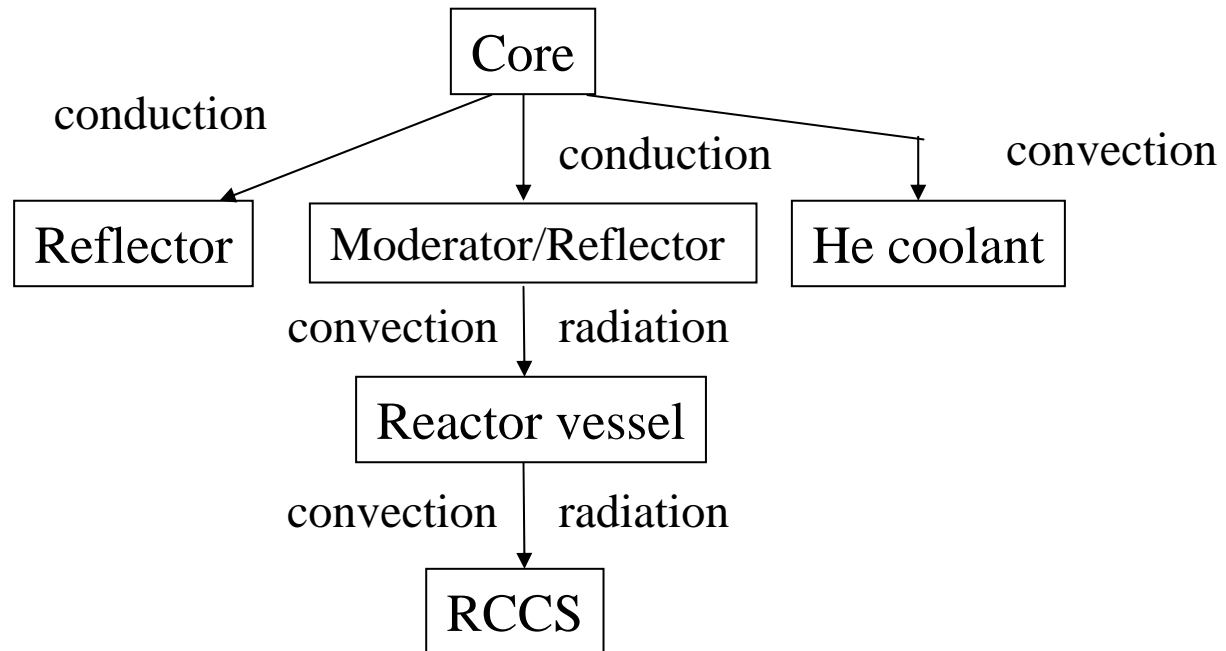 Core
conduction
conduction
convection
Reflector
Moderator/Reflector
He coolant
convection radiation
Reactor vessel
convection radiation
RCCS